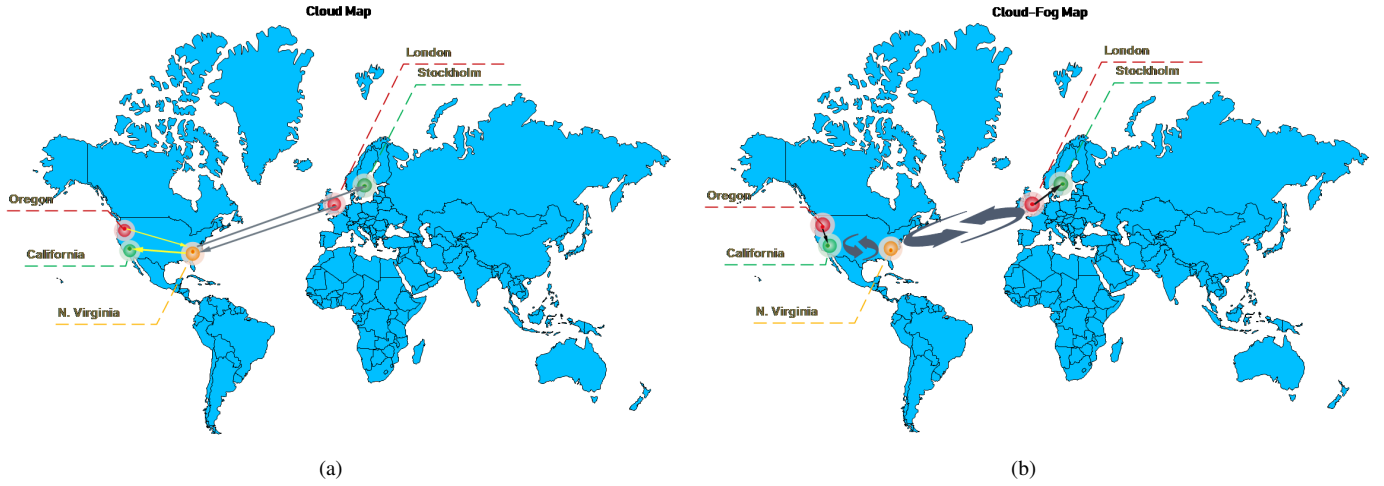 Cloud Map
London
Stockholm
Oregon
California
N. Virginia
(a)
Cloud-Fog Map
London
Stockholm
Oregon
California
N. Virginia
(b)